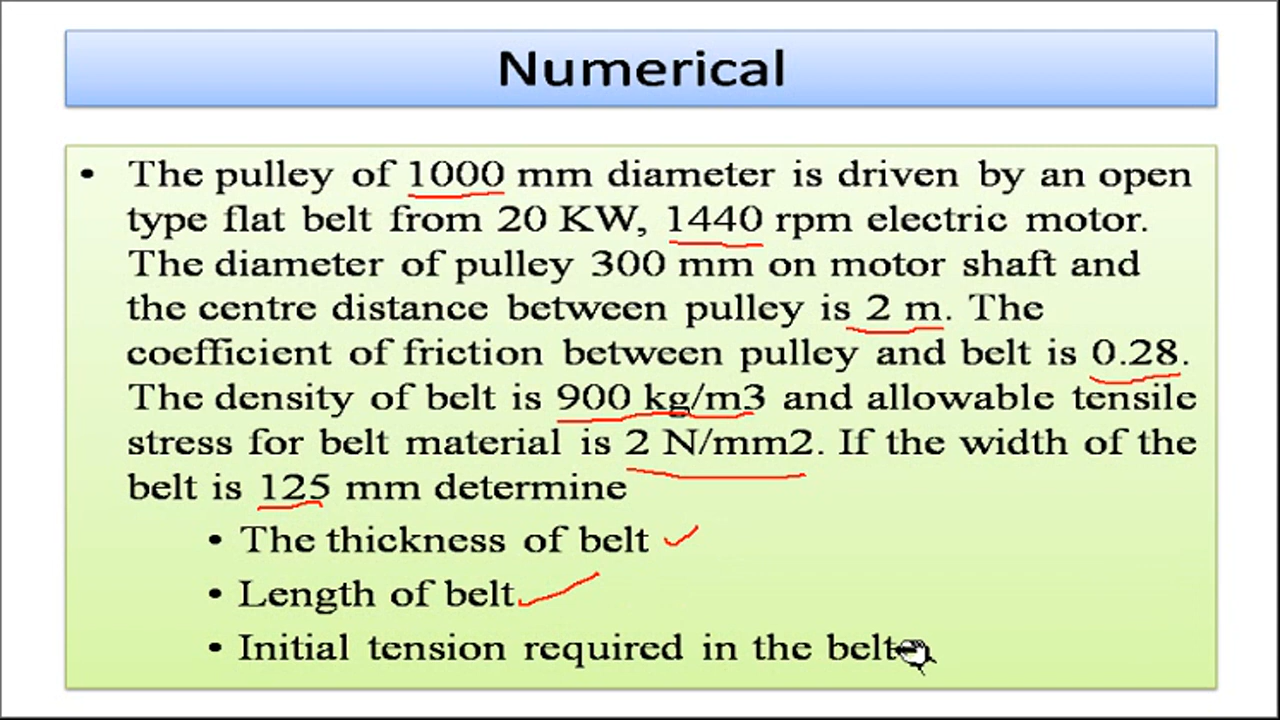 Numerical
• The pulley of 1000 mm diameter is driven by an open
type flat belt from 20 KW, 1440 rpm electric motor.
The diameter of pulley 300 mm on motor shaft and
the centre distance between pulley is 2 m. The
coefficient of friction between pulley and belt is 0.28.
The density of belt is 900 kg/m3 and allowable tensile
stress for belt material is 2 N/mm2. If the width of the
belt is 125 mm determine
• The thickness of belt
• Length of belt
• Initial tension required in the belt